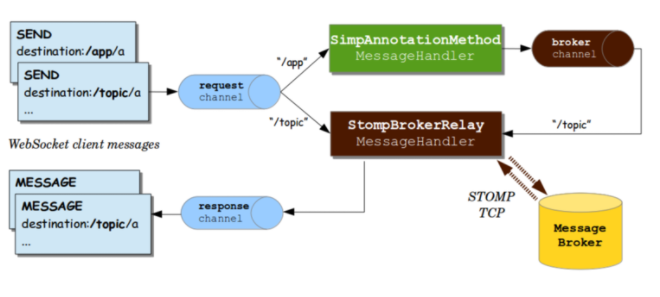 SEND
destination:/app/a
SEND
destination:/topic/a
...
WebSocket client messages
request
channel
"/app"
"/topic"
SimpAnnotationMethod
MessageHandler
broker
channel
StompBrokerRelay
MessageHandler
"/topic"
MESSAGE
MESSAGE
destination:/topic/a
...
response
channel
STOMP
TCP
Message
Broker